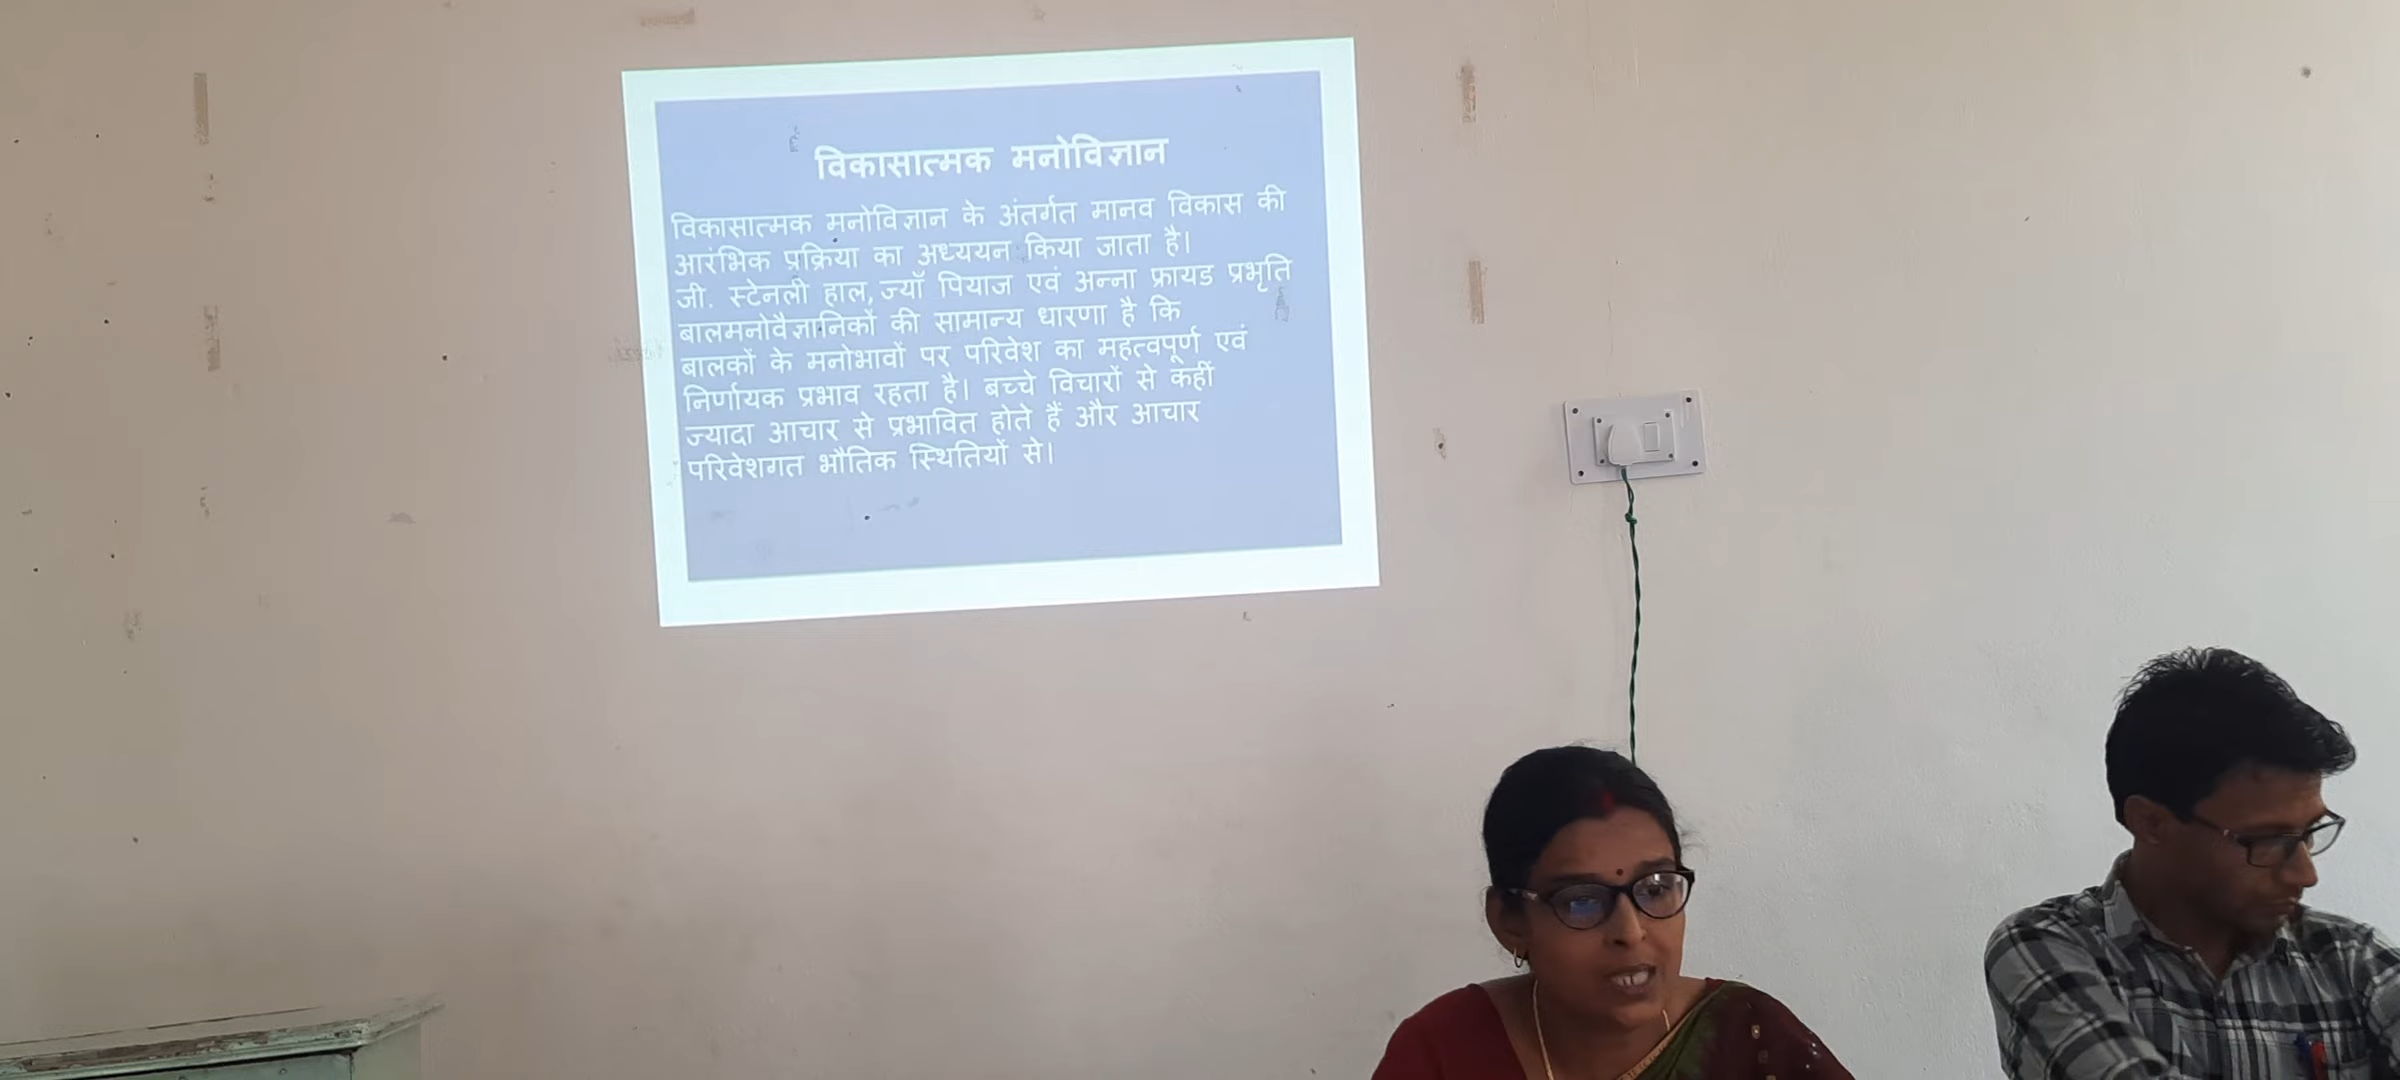 विकासात्मक मनोविज्ञान
विकासात्मक मनोविज्ञान के अंतर्गत मानव विकास की
आरंभिक प्रक्रिया का अध्ययन किया जाता है।
जी. स्टेनली हाल, ज्याँ पियाज एवं अन्ना फ्रायड प्रभृति
बालमनोवैज्ञानिकों की सामान्य धारणा है कि
बालकों के मनोभावों पर परिवेश का महत्वपूर्ण एवं
निर्णायक प्रभाव रहता है। बच्चे विचारों से कहीं
ज्यादा आचार से प्रभावित होते हैं और आचार
परिवेशगत भौतिक स्थितियों से।